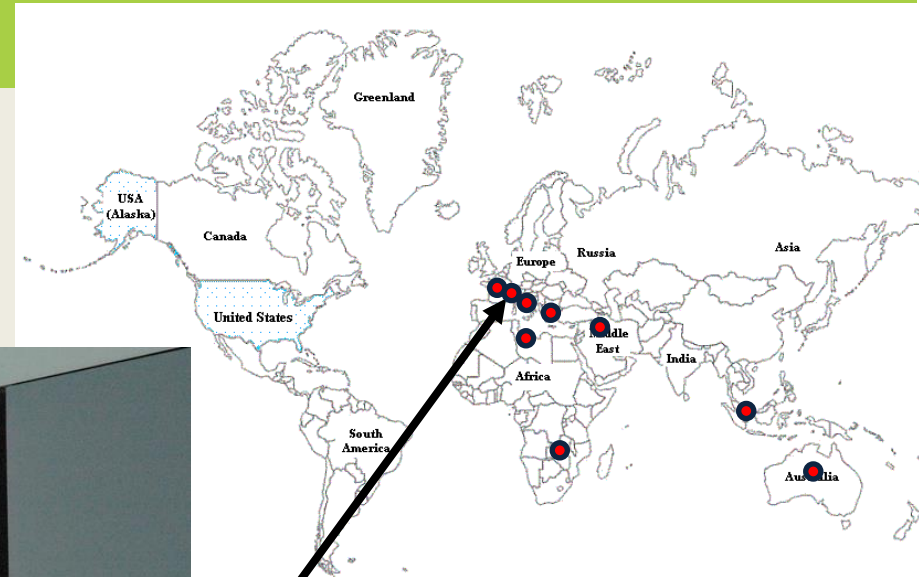 Greenland
USA
(Alaska)
Canada
Europe
Russia
Asia
United States
Middle
East
India
Africa
South
America
Australia